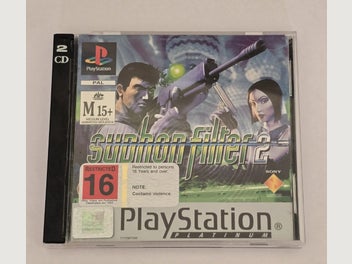 2
CD
PlayStation
PAL
M 15+
syphon filter 2
SONY
RESTRICTED
16
Restricted to persons
16 Years and over.
NOTE:
Contains violence.
PlayStation
PLATINUM